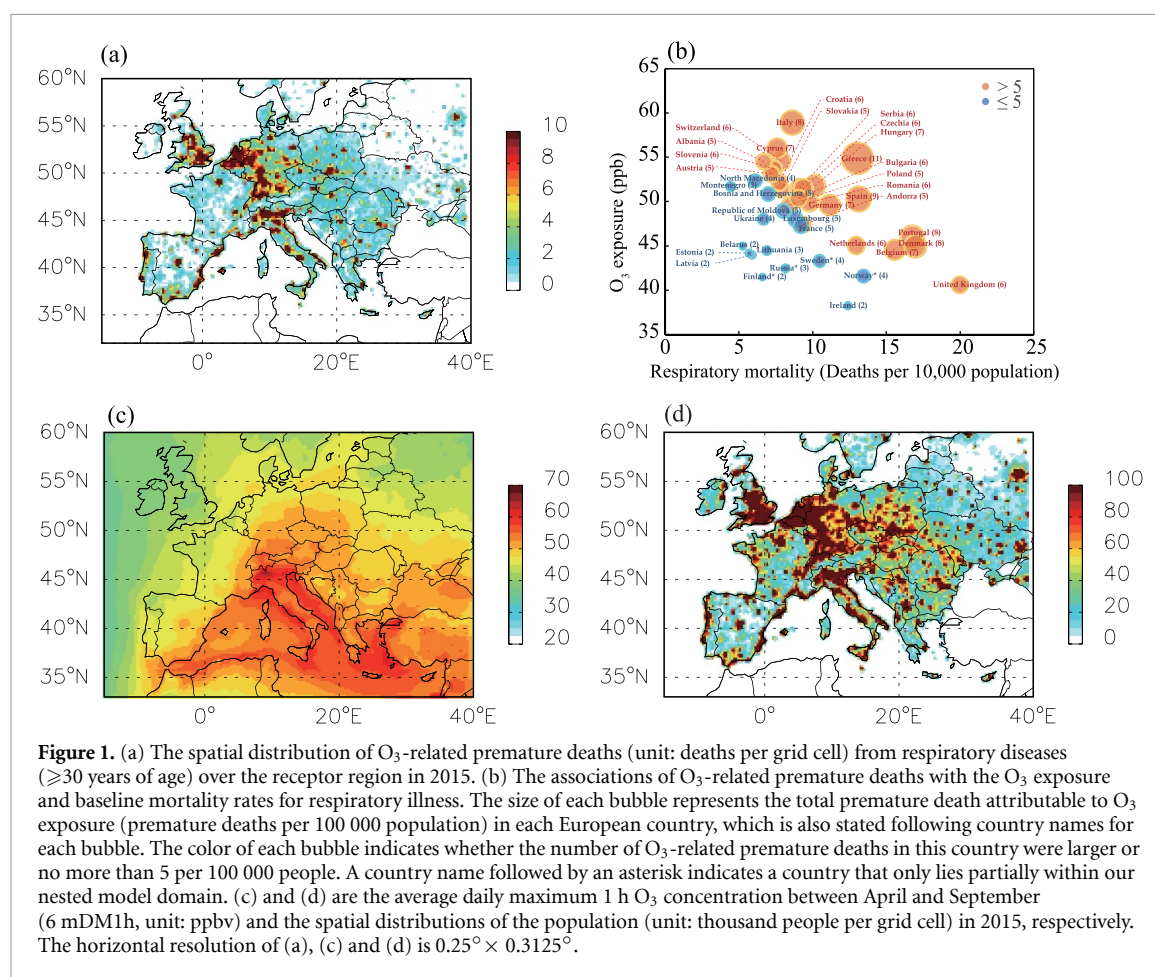 (a)
60°N
55°N
50°N
45°N
40°N
35°N
0°
20°E
40°E
10
8
6
4
2
0
(b)
O₃ exposure (ppb)
65
60
55
50
45
40
35
0 5 10 15 20 25
Respiratory mortality (Deaths per 10,000 population)
> 5
≤ 5
Croatia (6)
Slovakia (5)
Serbia (6)
Czechia (6)
Hungary (7)
Italy (8)
Switzerland (6)
Albania (5)
Slovenia (6)
Austria (5)
Cyprus (7)
Greece (11)
Bulgaria (6)
Poland (5)
Romania (6)
Andorra (5)
North Macedonia (4)
Montenegro (3)
Bosnia and Herzegovina (5)
Spain (9)
Germany (7)
Republic of Moldova (5)
Ukraine (4)
Luxembourg (5)
France (5)
Portugal (8)
Denmark (8)
Belgium (7)
Netherlands (6)
Belarus (2)
Estonia (2)
Latvia (2)
Lithuania (3)
Sweden* (4)
Russia* (3)
Finland* (2)
Norway* (4)
United Kingdom (6)
Ireland (2)
(c)
60°N
55°N
50°N
45°N
40°N
35°N
0°
20°E
40°E
70
60
50
40
30
20
(d)
60°N
55°N
50°N
45°N
40°N
35°N
0°
20°E
40°E
100
80
60
40
20
0
Figure 1. (a) The spatial distribution of O₃-related premature deaths (unit: deaths per grid cell) from respiratory diseases
(⩾30 years of age) over the receptor region in 2015. (b) The associations of O₃-related premature deaths with the O₃ exposure
and baseline mortality rates for respiratory illness. The size of each bubble represents the total premature death attributable to O₃
exposure (premature deaths per 100 000 population) in each European country, which is also stated following country names for
each bubble. The color of each bubble indicates whether the number of O₃-related premature deaths in this country were larger or
no more than 5 per 100 000 people. A country name followed by an asterisk indicates a country that only lies partially within our
nested model domain. (c) and (d) are the average daily maximum 1 h O₃ concentration between April and September
(6 mDM1h, unit: ppbv) and the spatial distributions of the population (unit: thousand people per grid cell) in 2015, respectively.
The horizontal resolution of (a), (c) and (d) is 0.25° × 0.3125°.